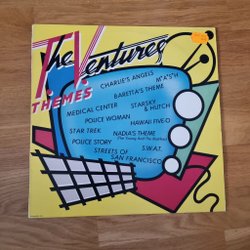 The Ventures
T.V. THEMES
CHARLIE'S ANGELS
M*A*S*H
BARETTA'S THEME
MEDICAL CENTER
STARSKY & HUTCH
POLICE WOMAN
HAWAII FIVE-O
STAR TREK
NADIA'S THEME
(The Young And The Restless)
POLICE STORY
S.W.A.T.
STREETS OF
SAN FRANCISCO